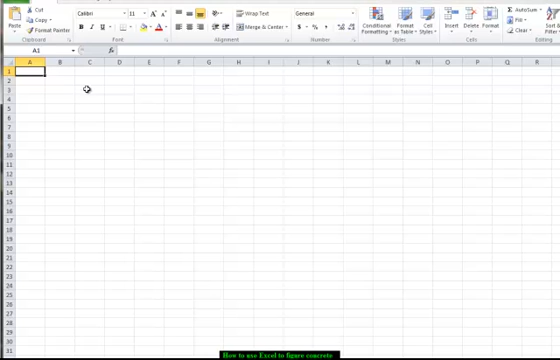 Cut
Copy
Format Painter
Paste
Clipboard
Calibri
11
B I U
Font
Wrap Text
Merge & Center
Alignment
General
$ % ,
Number
Conditional Formatting
Format as Table
Cell Styles
Styles
Insert
Delete
Format
Cells
AutoSum
Fill
Clear
A1
fx
A B C D E F G H I J K L M N O P Q R
1
2
3
4
5
6
7
8
9
10
11
12
13
14
15
16
17
18
19
20
21
22
23
24
25
26
27
28
29
30
31
How to use Excel to figure concrete